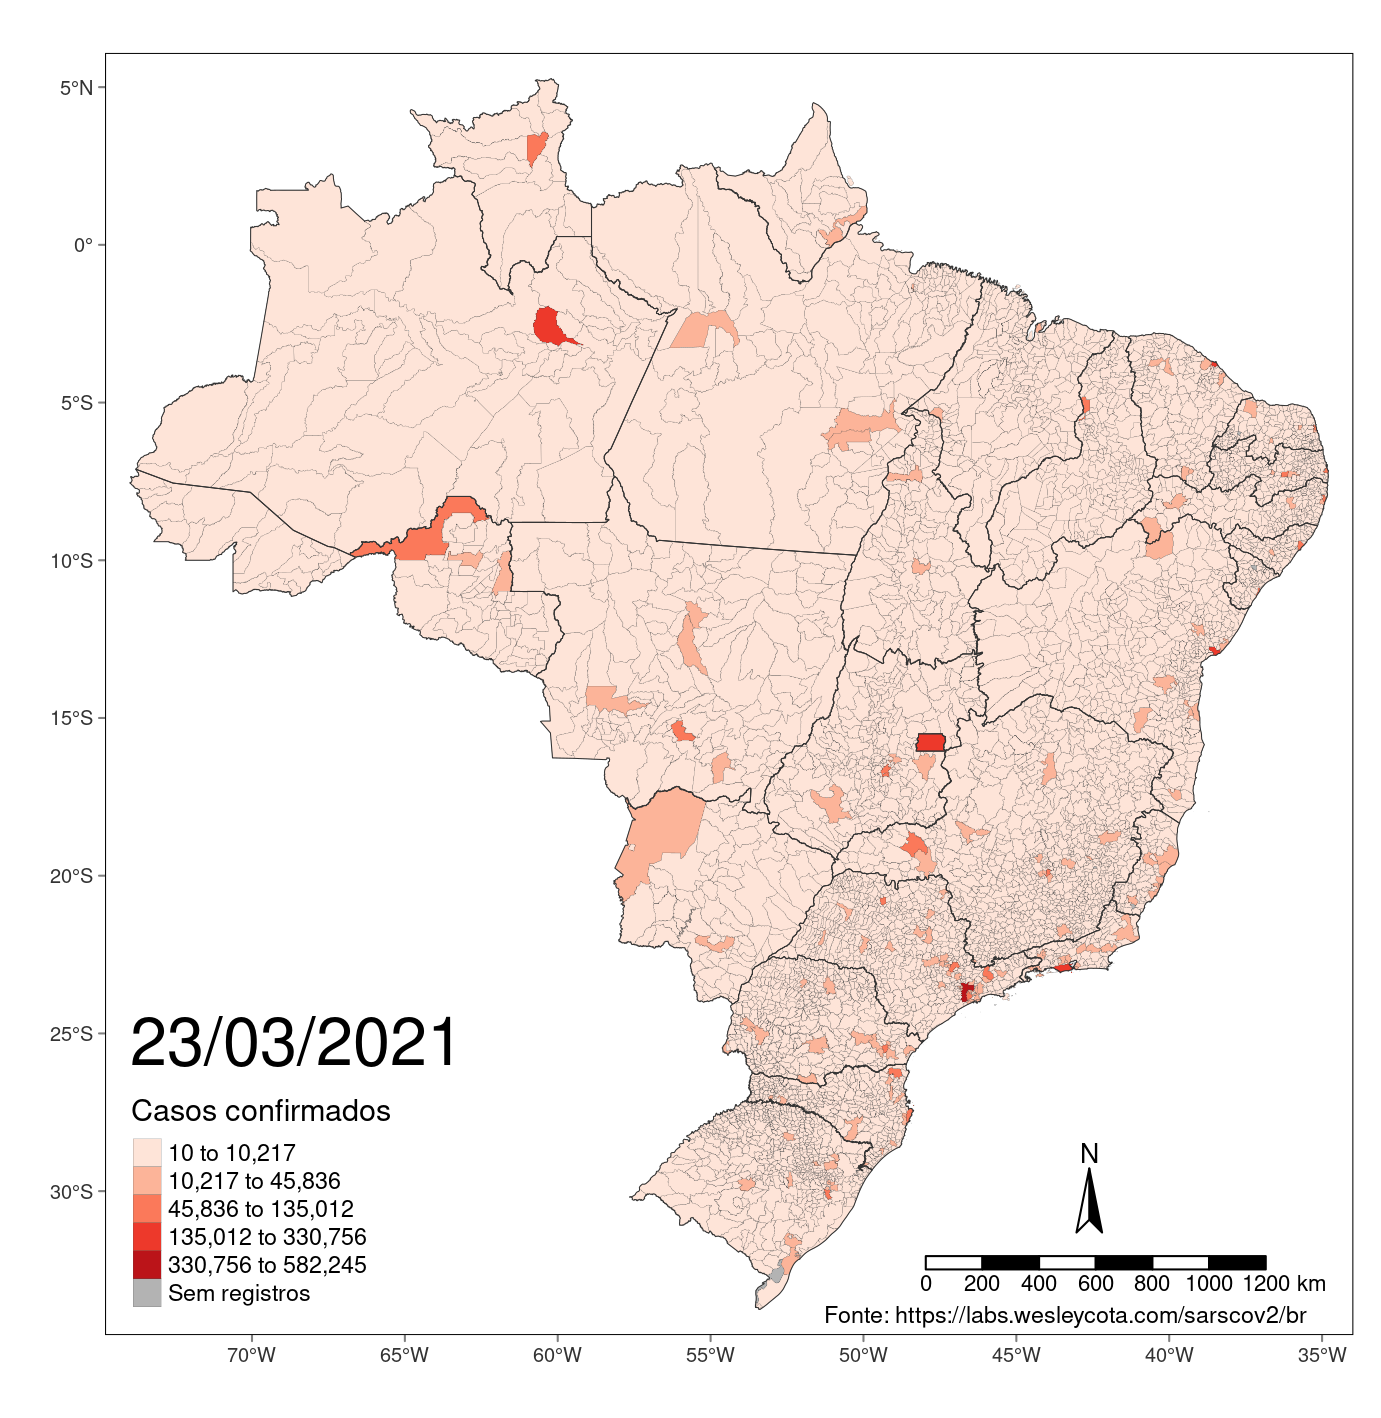 5°N
0°
5°S
10°S
15°S
20°S
25°S
30°S
23/03/2021
Casos confirmados
10 to 10,217
10,217 to 45,836
45,836 to 135,012
135,012 to 330,756
330,756 to 582,245
Sem registros
N
0 200 400 600 800 1000 1200 km
Fonte: https://labs.wesleycota.com/sarscov2/br
70°W 65°W 60°W 55°W 50°W 45°W 40°W 35°W